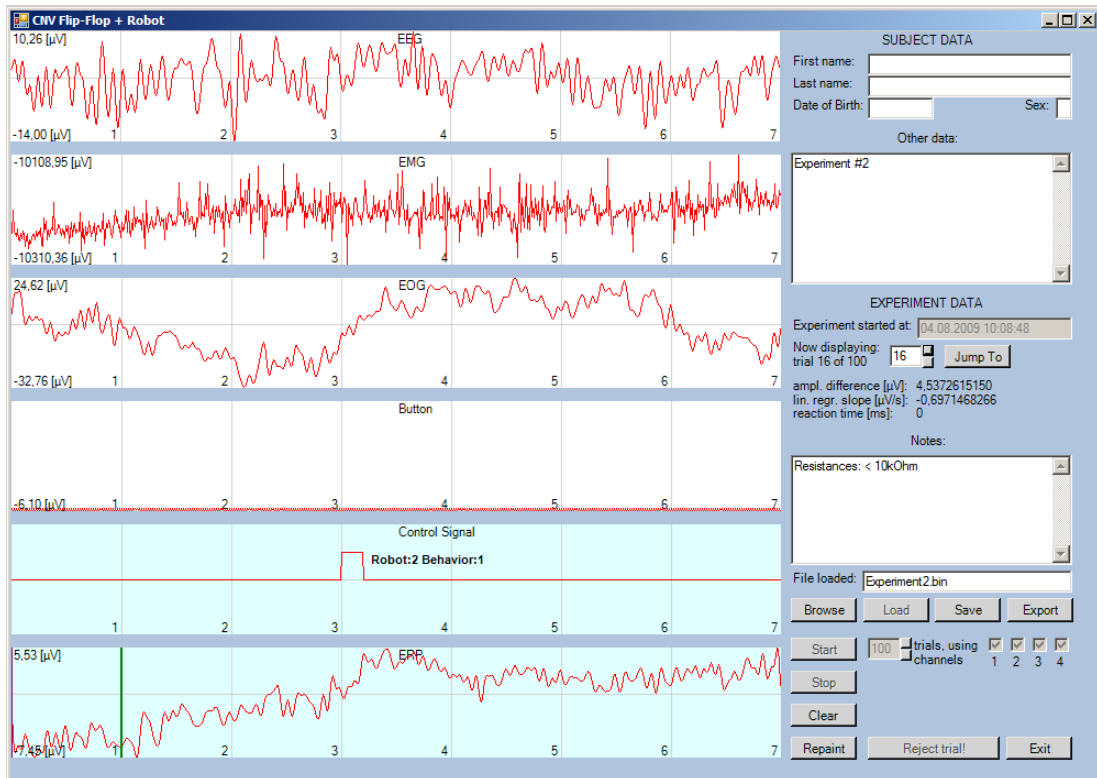 CNV Flip-Flop + Robot
10,26 [µV]
EEG
-14,00 [µV]
1 2 3 4 5 6 7
-10108,95 [µV]
EMG
-10310,36 [µV]
1 2 3 4 5 6 7
24,62 [µV]
EOG
-32,76 [µV]
1 2 3 4 5 6 7
Button
-6,10 [µV]
1 2 3 4 5 6 7
Control Signal
Robot:2 Behavior:1
1 2 3 4 5 6 7
5,53 [µV]
ERP
-7,45 [µV]
1 2 3 4 5 6 7
SUBJECT DATA
First name:
Last name:
Date of Birth: Sex:
Other data:
Experiment #2
EXPERIMENT DATA
Experiment started at: 04.08.2009 10:08:48
Now displaying:
trial 16 of 100 16 Jump To
ampl. difference [µV]: 4,5372615150
lin. regr. slope [µV/s]: -0,6971468266
reaction time [ms]: 0
Notes:
Resistances: < 10kOhm
File loaded: Experiment2.bin
Browse Load Save Export
Start 100 trials, using
channels 1 2 3 4
Stop
Clear
Repaint Reject trial! Exit